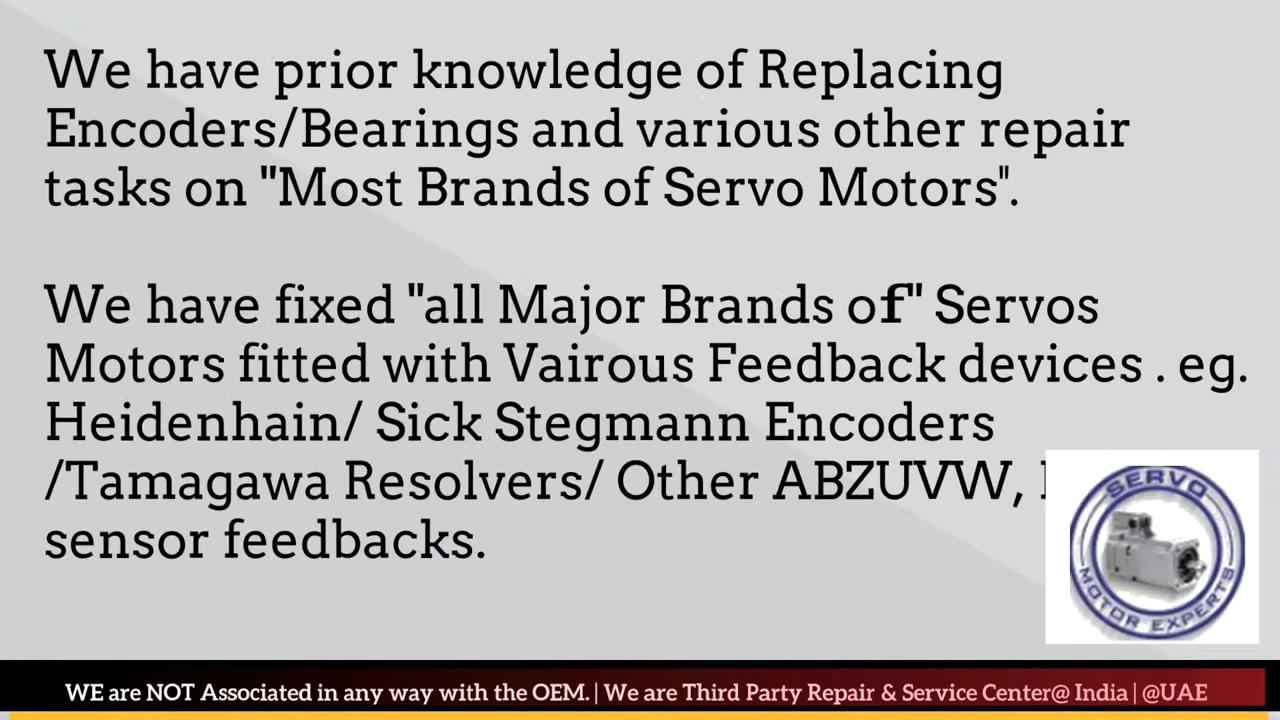 We have prior knowledge of Replacing
Encoders/Bearings and various other repair
tasks on "Most Brands of Servo Motors".
We have fixed "all Major Brands of" Servos
Motors fitted with Vairous Feedback devices . eg.
Heidenhain/ Sick Stegmann Encoders
/Tamagawa Resolvers/ Other ABZUVW,
sensor feedbacks.
SERVO
MOTOR EXPERTS
WE are NOT Associated in any way with the OEM. | We are Third Party Repair & Service Center@ India | @UAE